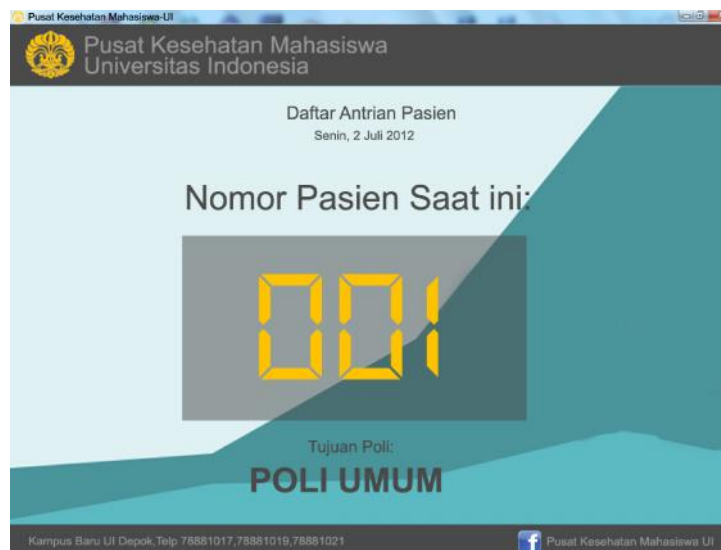 Pusat Kesehatan Mahasiswa-UI
Pusat Kesehatan Mahasiswa
Universitas Indonesia
Daftar Antrian Pasien
Senin, 2 Juli 2012
Nomor Pasien Saat ini:
001
Tujuan Poli:
POLI UMUM
Kampus Baru UI Depok,Telp 78881017,78881019,78881021
Pusat Kesehatan Mahasiswa UI